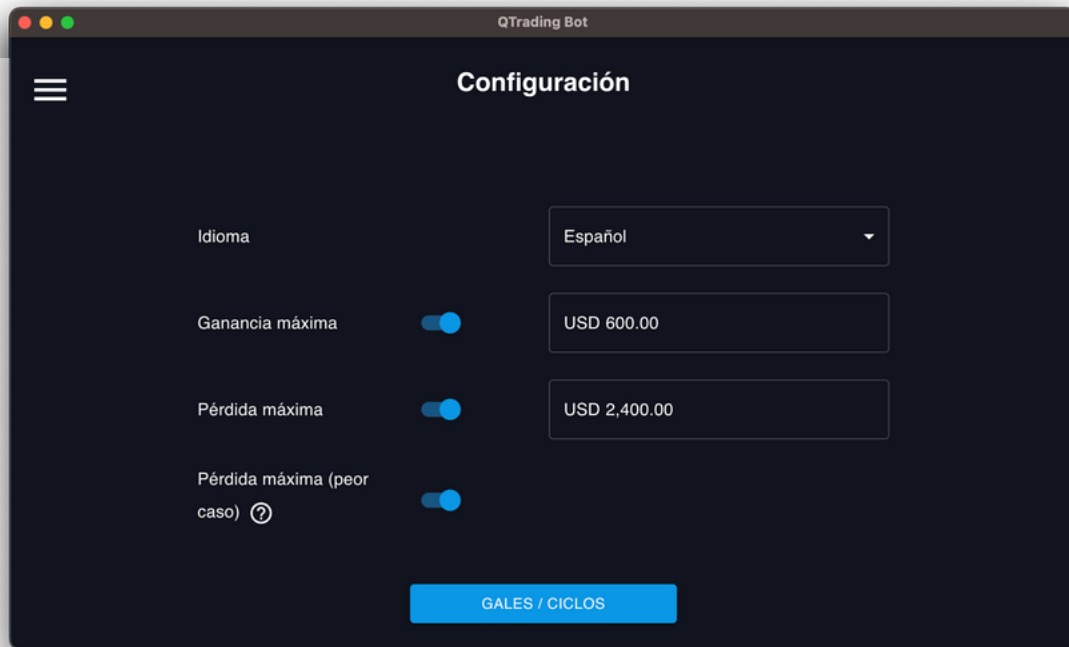 QTrading Bot
Configuración
Idioma
Español
Ganancia máxima
USD 600.00
Pérdida máxima
USD 2,400.00
Pérdida máxima (peor
caso) ?
GALES / CICLOS